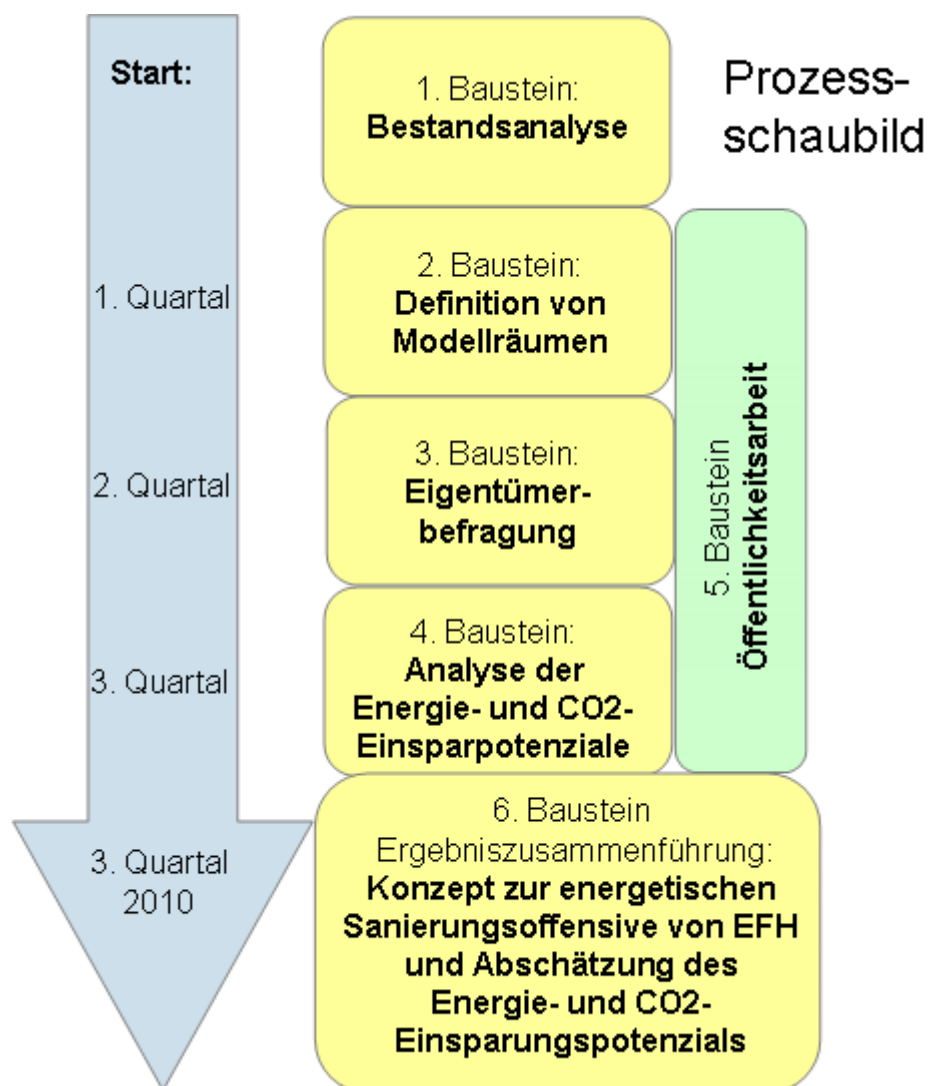 Prozess-
schaubild
Start:
1. Quartal
2. Quartal
3. Quartal
3. Quartal
2010
1. Baustein:
Bestandsanalyse
2. Baustein:
Definition von
Modellräumen
3. Baustein:
Eigentümer-
befragung
4. Baustein:
Analyse der
Energie- und CO2-
Einsparpotenziale
5. Baustein
Öffentlichkeitsarbeit
6. Baustein
Ergebniszusammenführung:
Konzept zur energetischen
Sanierungsoffensive von EFH
und Abschätzung des
Energie- und CO2-
Einsparungspotenzials